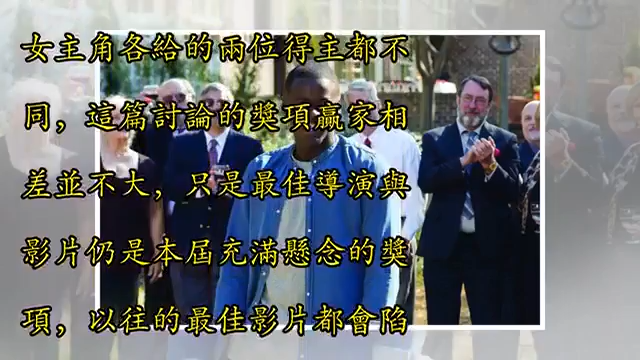 女主角各給的兩位得主都不
同，這篇討論的獎項贏家相
差並不大，只是最佳導演與
影片仍是本屆充滿懸念的獎
項，以往的最佳影片都會陷